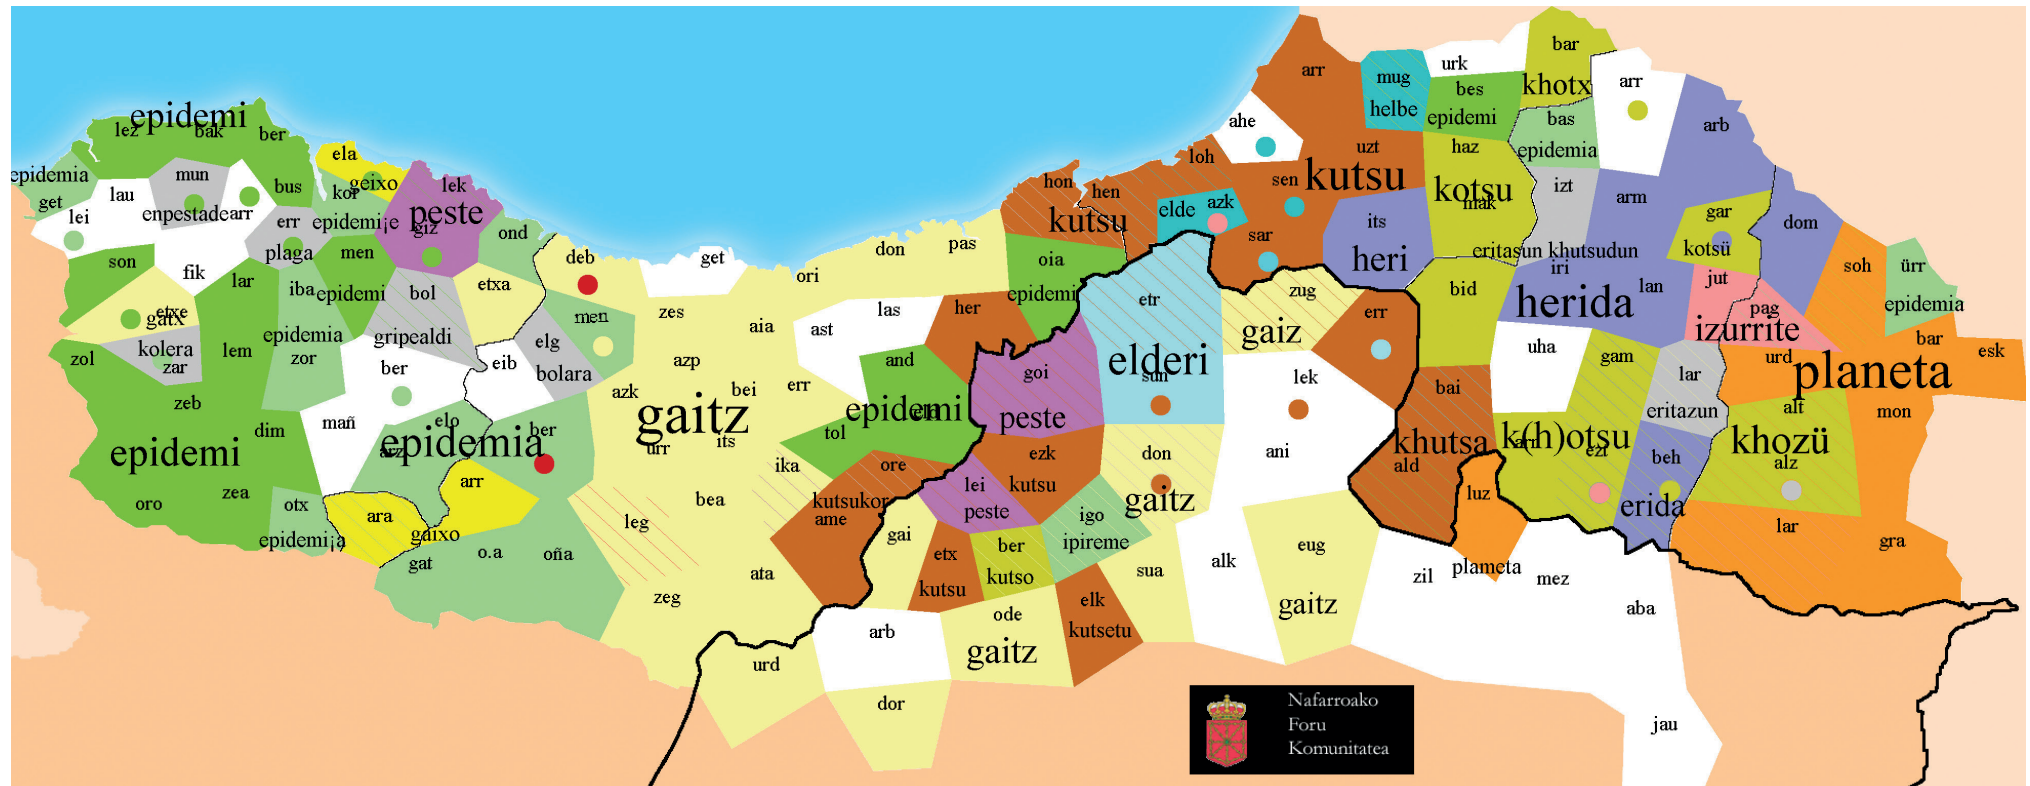 epidemi
lez
bak
ber
epidemia
get
lei
lau
mun
enpestade
arr
bus
ela
geixo
kor
epidemi¡e
lek
peste
giz
err
plaga
men
ond
son
fik
lar
iba
epidemi
bol
gripealdi
etxa
etxe
gatx
kolera
zar
zol
lem
epidemia
zor
ber
zeb
dim
mañ
epidemi
zea
oro
otx
epidemi¡a
elo
epidemia
arz
ber
arr
ara
gaixo
gat
o.a
oña
deb
men
elg
bolara
eib
get
zes
aia
azp
azk
bei
err
gaitz
urr
its
ika
bea
leg
ata
zeg
ori
don
pas
ast
las
her
and
epidemi
ela
tol
ore
kutsukor
ame
hon
hen
kutsu
oia
epidemi
loh
ahe
arr
uzt
sen
kutsu
elde
azk
sar
its
heri
mug
helbe
urk
bes
epidemi
haz
kotsu
mak
bar
khotx
bas
epidemia
arr
arb
izt
arm
eritasun khutsudun
iri
lan
herida
gar
kotsü
dom
jut
pag
izurrite
soh
ürr
epidemia
bar
esk
urd
planeta
mon
alt
khozü
alz
lar
gra
bid
uha
gam
lar
eritazun
bai
khutsa
ald
k(h)otsu
arr
ezt
beh
erida
luz
plameta
etr
elderi
sun
zug
gaiz
err
lek
ani
goi
peste
ezk
kutsu
lei
peste
don
gaitz
igo
ipireme
gai
etx
kutsu
ber
kutso
sua
alk
eug
gaitz
elk
kutsetu
ode
gaitz
arb
urd
dor
zil
mez
aba
jau
Nafarroako
Foru
Komunitatea